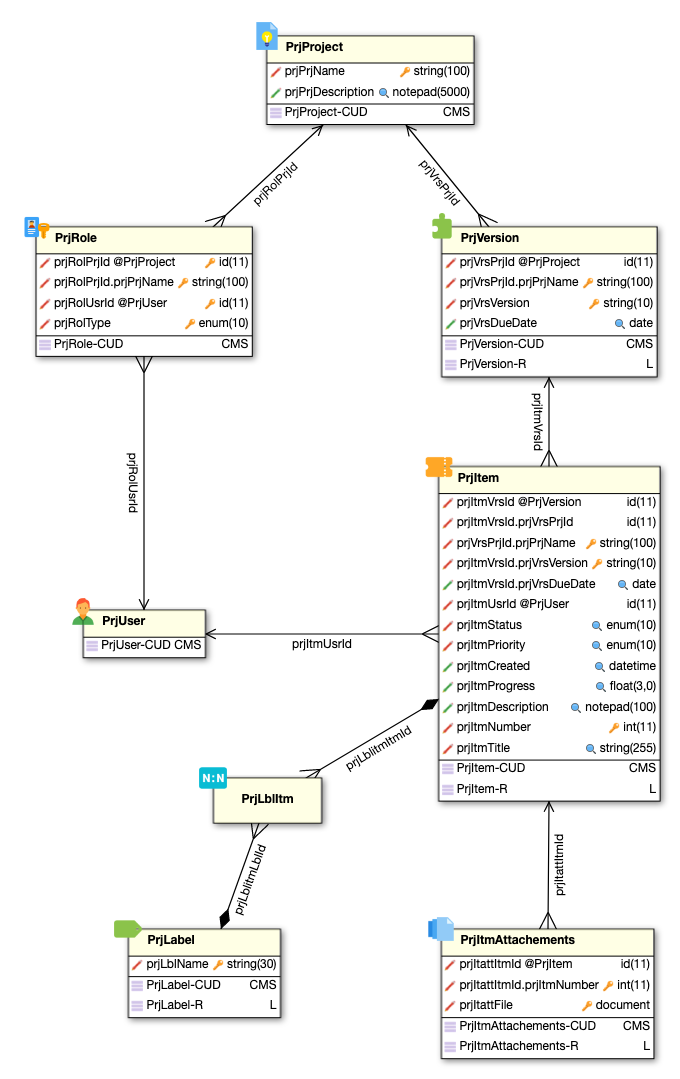 PrjProject
prjPrjName string(100)
prjPrjDescription notepad(5000)
PrjProject-CUD CMS
prjRolPrjId
prjVrsPrjId
PrjRole
prjRolPrjId @PrjProject id(11)
prjRolPrjId.prjPrjName string(100)
prjRolUsrId @PrjUser id(11)
prjRolType enum(10)
PrjRole-CUD CMS
PrjVersion
prjVrsPrjId @PrjProject id(11)
prjVrsPrjId.prjPrjName string(100)
prjVrsVersion string(10)
prjVrsDueDate date
PrjVersion-CUD CMS
PrjVersion-R L
prjItmVrsId
prjRolUsrId
PrjItem
prjItmVrsId @PrjVersion id(11)
prjItmVrsId.prjVrsPrjId id(11)
prjVrsPrjId.prjPrjName string(100)
prjItmVrsId.prjVrsVersion string(10)
prjItmVrsId.prjVrsDueDate date
prjItmUsrId @PrjUser id(11)
prjItmStatus enum(10)
prjItmPriority enum(10)
prjItmCreated datetime
prjItmProgress float(3,0)
prjItmDescription notepad(100)
prjItmNumber int(11)
prjItmTitle string(255)
PrjItem-CUD CMS
PrjItem-R L
PrjUser
PrjUser-CUD CMS
prjItmUsrId
prjLblitmItmId
N:N
PrjLblItm
prjLblitmLblId
prjItattItmId
PrjLabel
prjLblName string(30)
PrjLabel-CUD CMS
PrjLabel-R L
PrjItmAttachements
prjItattItmId @PrjItem id(11)
prjItattItmId.prjItmNumber int(11)
prjItattFile document
PrjItmAttachements-CUD CMS
PrjItmAttachements-R L